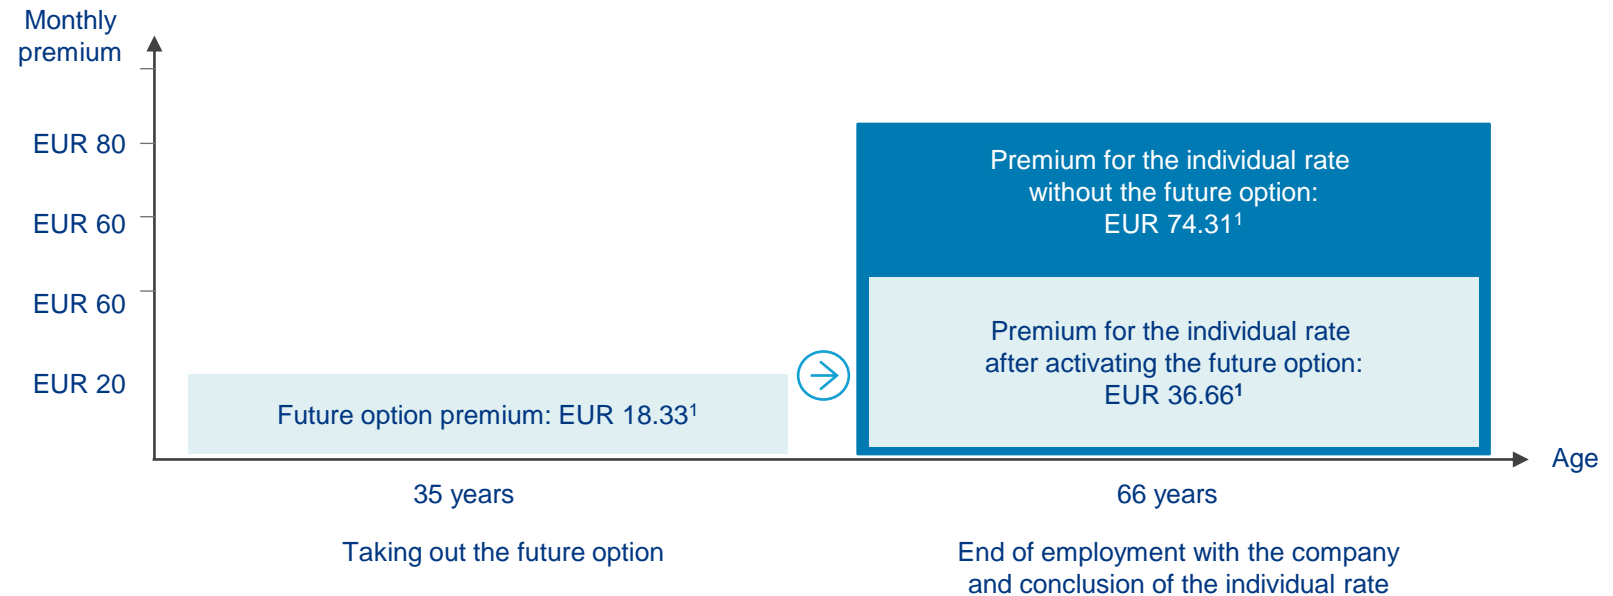 Monthly
premium
EUR 80
EUR 60
EUR 60
EUR 20
Premium for the individual rate
without the future option:
EUR 74.31¹
Premium for the individual rate
after activating the future option:
EUR 36.66¹
Future option premium: EUR 18.33¹
Age
35 years
66 years
Taking out the future option
End of employment with the company
and conclusion of the individual rate